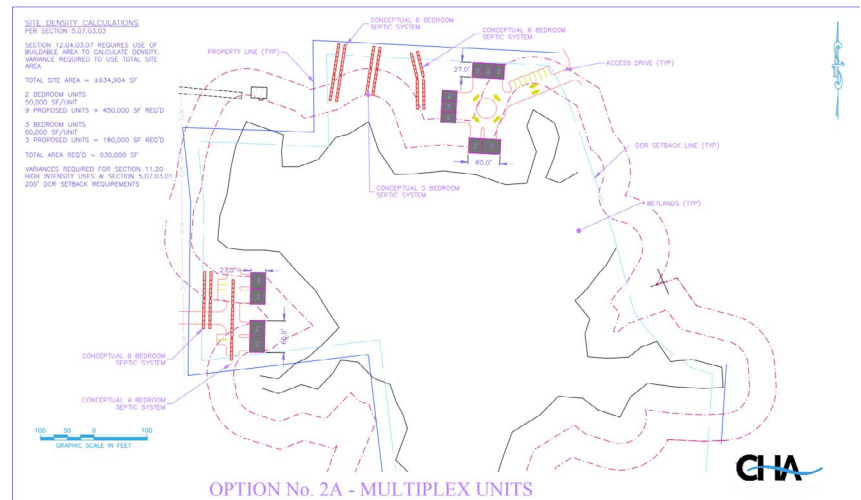 SITE DENSITY CALCULATIONS
PER SECTION 5.07.03.03
SECTION 12.04.03.07 REQUIRES USE OF
BUILDABLE AREA TO CALCULATE DENSITY.
VARIANCE REQUIRED TO USE TOTAL SITE
AREA
TOTAL SITE AREA = ±634,904 SF
2 BEDROOM UNITS
50,000 SF/UNIT
9 PROPOSED UNITS = 450,000 SF REQ'D
3 BEDROOM UNITS
60,000 SF/UNIT
3 PROPOSED UNITS = 180,000 SF REQ'D
TOTAL AREA REQ'D = 630,000 SF
VARIANCES REQUIRED FOR SECTION 11.20
HIGH INTENSITY USES & SECTION 5.07.03.01
200' DCR SETBACK REQUIREMENTS
CONCEPTUAL 6 BEDROOM
SEPTIC SYSTEM
CONCEPTUAL 6 BEDROOM
SEPTIC SYSTEM
PROPERTY LINE (TYP)
ACCESS DRIVE (TYP)
27.0'
60.0'
DCR SETBACK LINE (TYP)
CONCEPTUAL 5 BEDROOM
SEPTIC SYSTEM
WETLANDS (TYP)
27.0'
60.0'
CONCEPTUAL 6 BEDROOM
SEPTIC SYSTEM
CONCEPTUAL 4 BEDROOM
SEPTIC SYSTEM
100 50 0 100
GRAPHIC SCALE IN FEET
OPTION No. 2A - MULTIPLEX UNITS
CHA